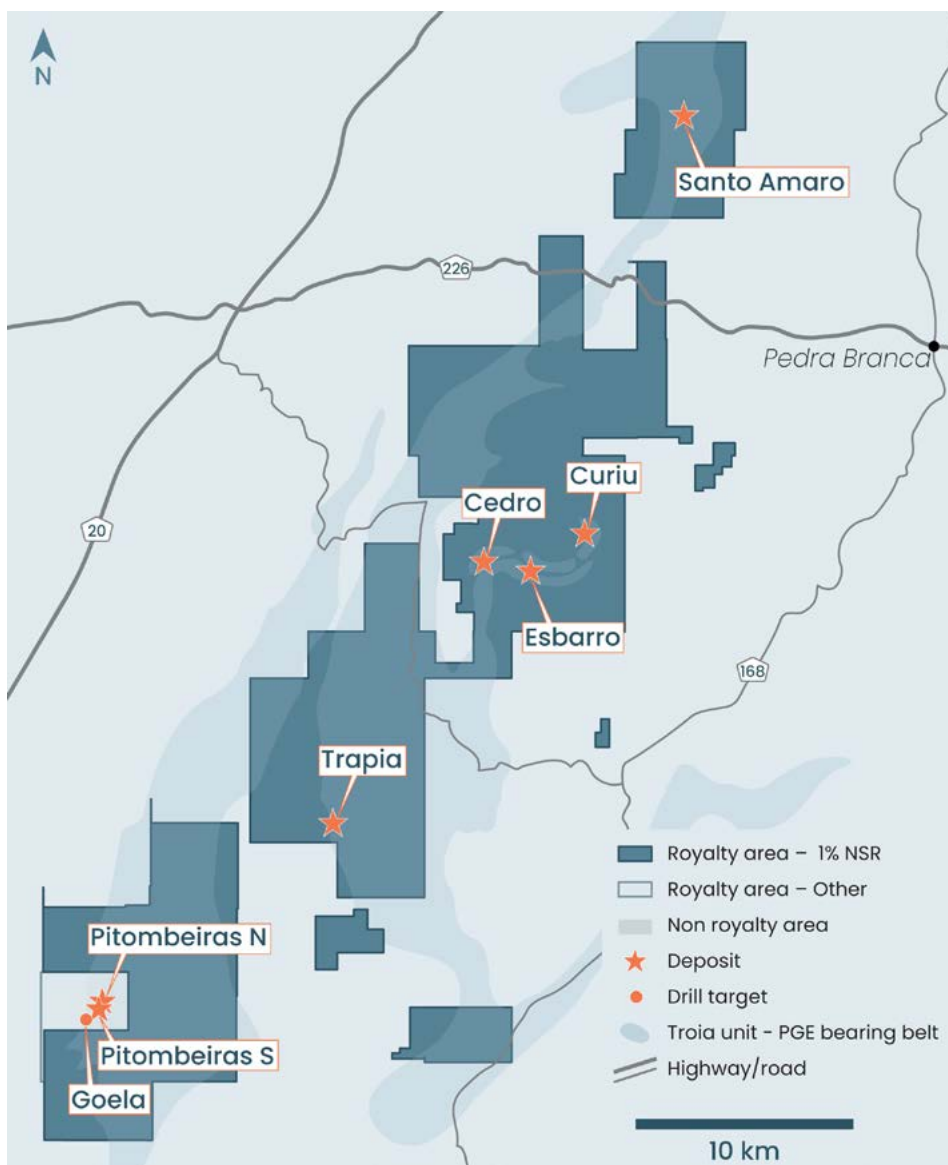 N
Santo Amaro
226
Pedra Branca
Curiu
Cedro
20
Esbarro
168
Trapia
Pitombeiras N
Pitombeiras S
Goela
Royalty area – 1% NSR
Royalty area – Other
Non royalty area
Deposit
Drill target
Troia unit - PGE bearing belt
Highway/road
10 km